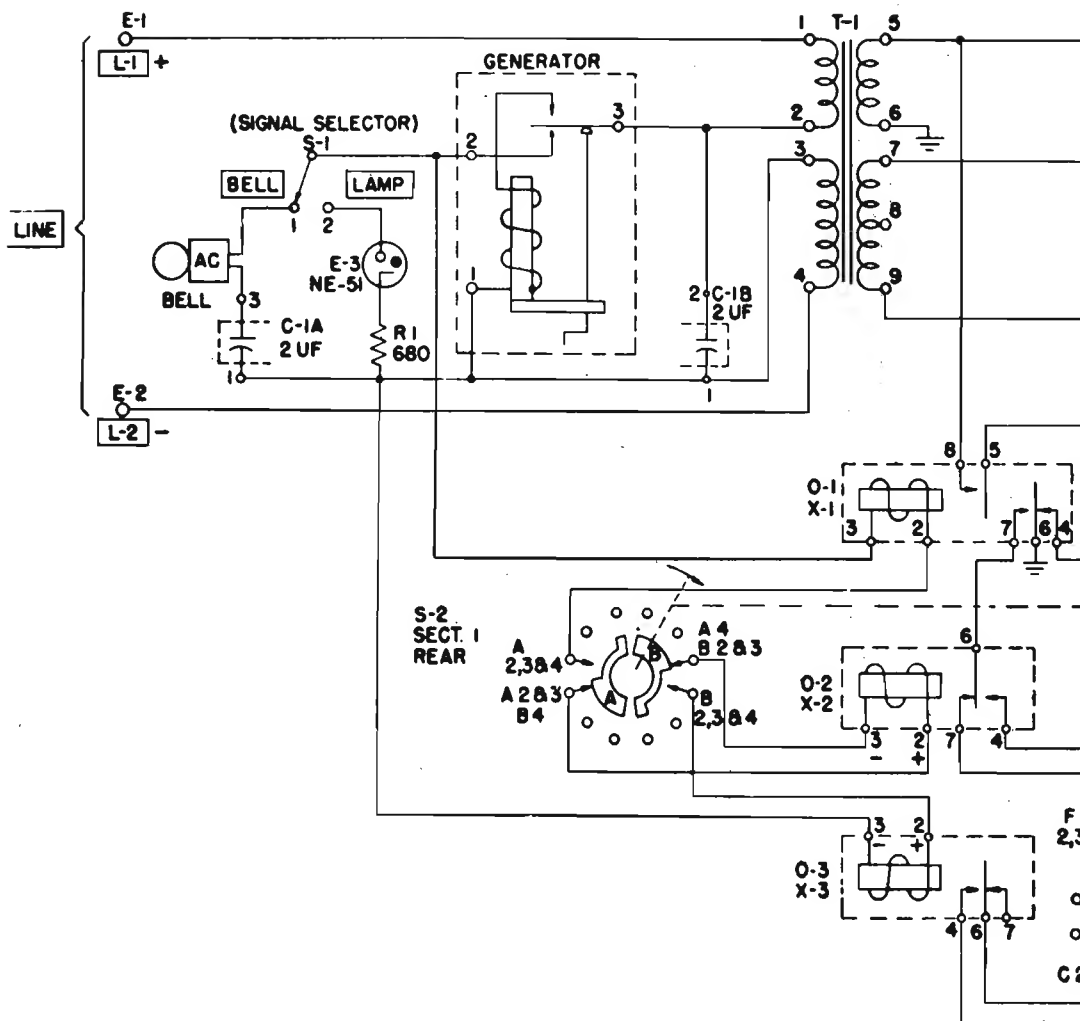 E-1
L-1 +
1 T-1 5
GENERATOR
(SIGNAL SELECTOR)
S-1
2
3
2
6
3
7
BELL
LAMP
1
2
8
LINE
AC
E-3
NE-51
BELL
3
1
4
9
2 C-1B
2 UF
C-1A
2 UF
R1
680
1
1
E-2
L-2 -
8
5
O-1
X-1
3
2
7
6
4
S-2
SECT. 1
REAR
A
2,3&4
A 4
B 2&3
B
A
A 2&3
B 4
B
2,3&4
6
O-2
X-2
3
2
7
4
-
+
3
2
-
+
O-3
X-3
4
6
7
F
2,3
C 2